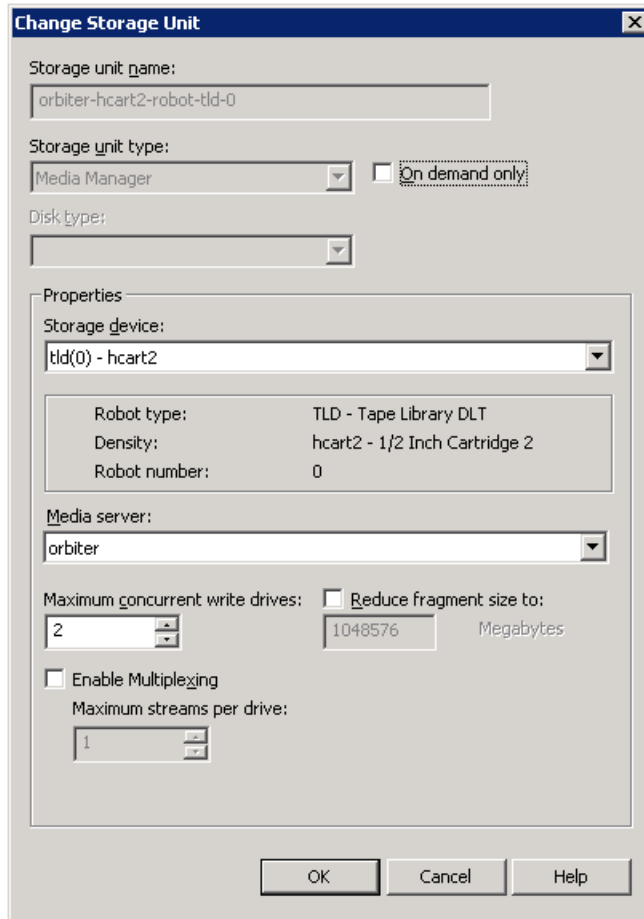 Change Storage Unit
Storage unit name:
orbiter-hcart2-robot-tld-0
Storage unit type:
Media Manager
On demand only
Disk type:
Properties
Storage device:
tld(0) - hcart2
Robot type: TLD - Tape Library DLT
Density: hcart2 - 1/2 Inch Cartridge 2
Robot number: 0
Media server:
orbiter
Maximum concurrent write drives: Reduce fragment size to:
2 1048576 Megabytes
Enable Multiplexing
Maximum streams per drive:
1
OK Cancel Help